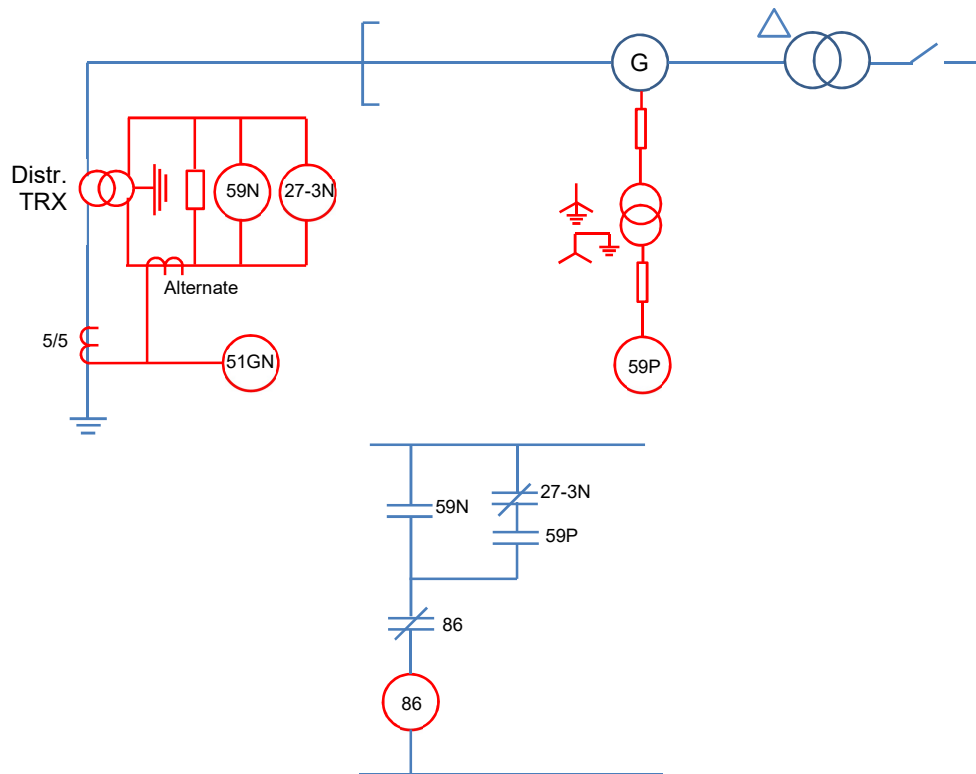 G
Distr.
TRX
59N
27-3N
Alternate
5/5
51GN
59P
59N
27-3N
59P
86
86